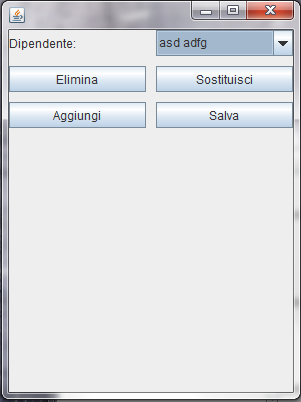 Dipendente: asd adfg
Elimina Sostituisci
Aggiungi Salva